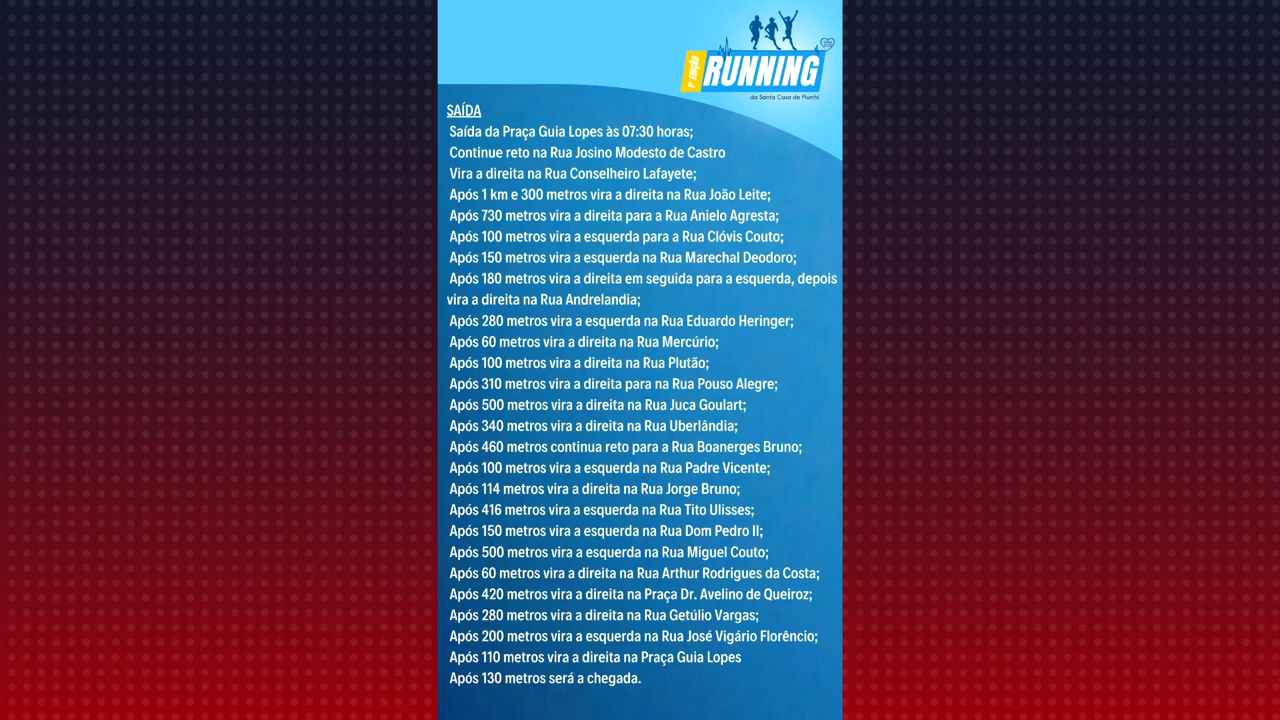 1ª EDIÇÃO
RUNNING
da Santa Casa de Piumhi
SAÍDA
Saída da Praça Guia Lopes às 07:30 horas;
Continue reto na Rua Josino Modesto de Castro
Vira a direita na Rua Conselheiro Lafayete;
Após 1 km e 300 metros vira a direita na Rua João Leite;
Após 730 metros vira a direita para a Rua Anielo Agresta;
Após 100 metros vira a esquerda para a Rua Clóvis Couto;
Após 150 metros vira a esquerda na Rua Marechal Deodoro;
Após 180 metros vira a direita em seguida para a esquerda, depois
vira a direita na Rua Andrelandia;
Após 280 metros vira a esquerda na Rua Eduardo Heringer;
Após 60 metros vira a direita na Rua Mercúrio;
Após 100 metros vira a direita na Rua Plutão;
Após 310 metros vira a direita para na Rua Pouso Alegre;
Após 500 metros vira a direita na Rua Juca Goulart;
Após 340 metros vira a direita na Rua Uberlândia;
Após 460 metros continua reto para a Rua Boanerges Bruno;
Após 100 metros vira a esquerda na Rua Padre Vicente;
Após 114 metros vira a direita na Rua Jorge Bruno;
Após 416 metros vira a esquerda na Rua Tito Ulisses;
Após 150 metros vira a esquerda na Rua Dom Pedro II;
Após 500 metros vira a esquerda na Rua Miguel Couto;
Após 60 metros vira a direita na Rua Arthur Rodrigues da Costa;
Após 420 metros vira a direita na Praça Dr. Avelino de Queiroz;
Após 280 metros vira a direita na Rua Getúlio Vargas;
Após 200 metros vira a esquerda na Rua José Vigário Florêncio;
Após 110 metros vira a direita na Praça Guia Lopes
Após 130 metros será a chegada.